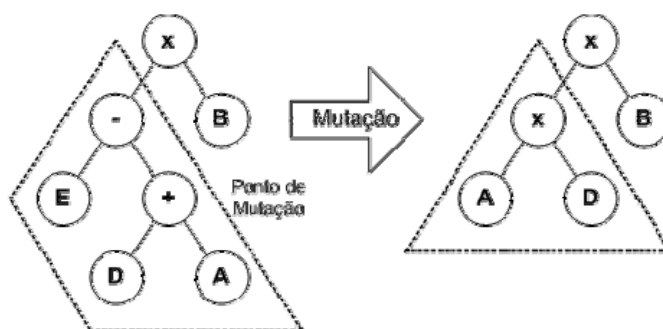 x x
- B Mutação x B
E + Ponto de
Mutação A D
D A